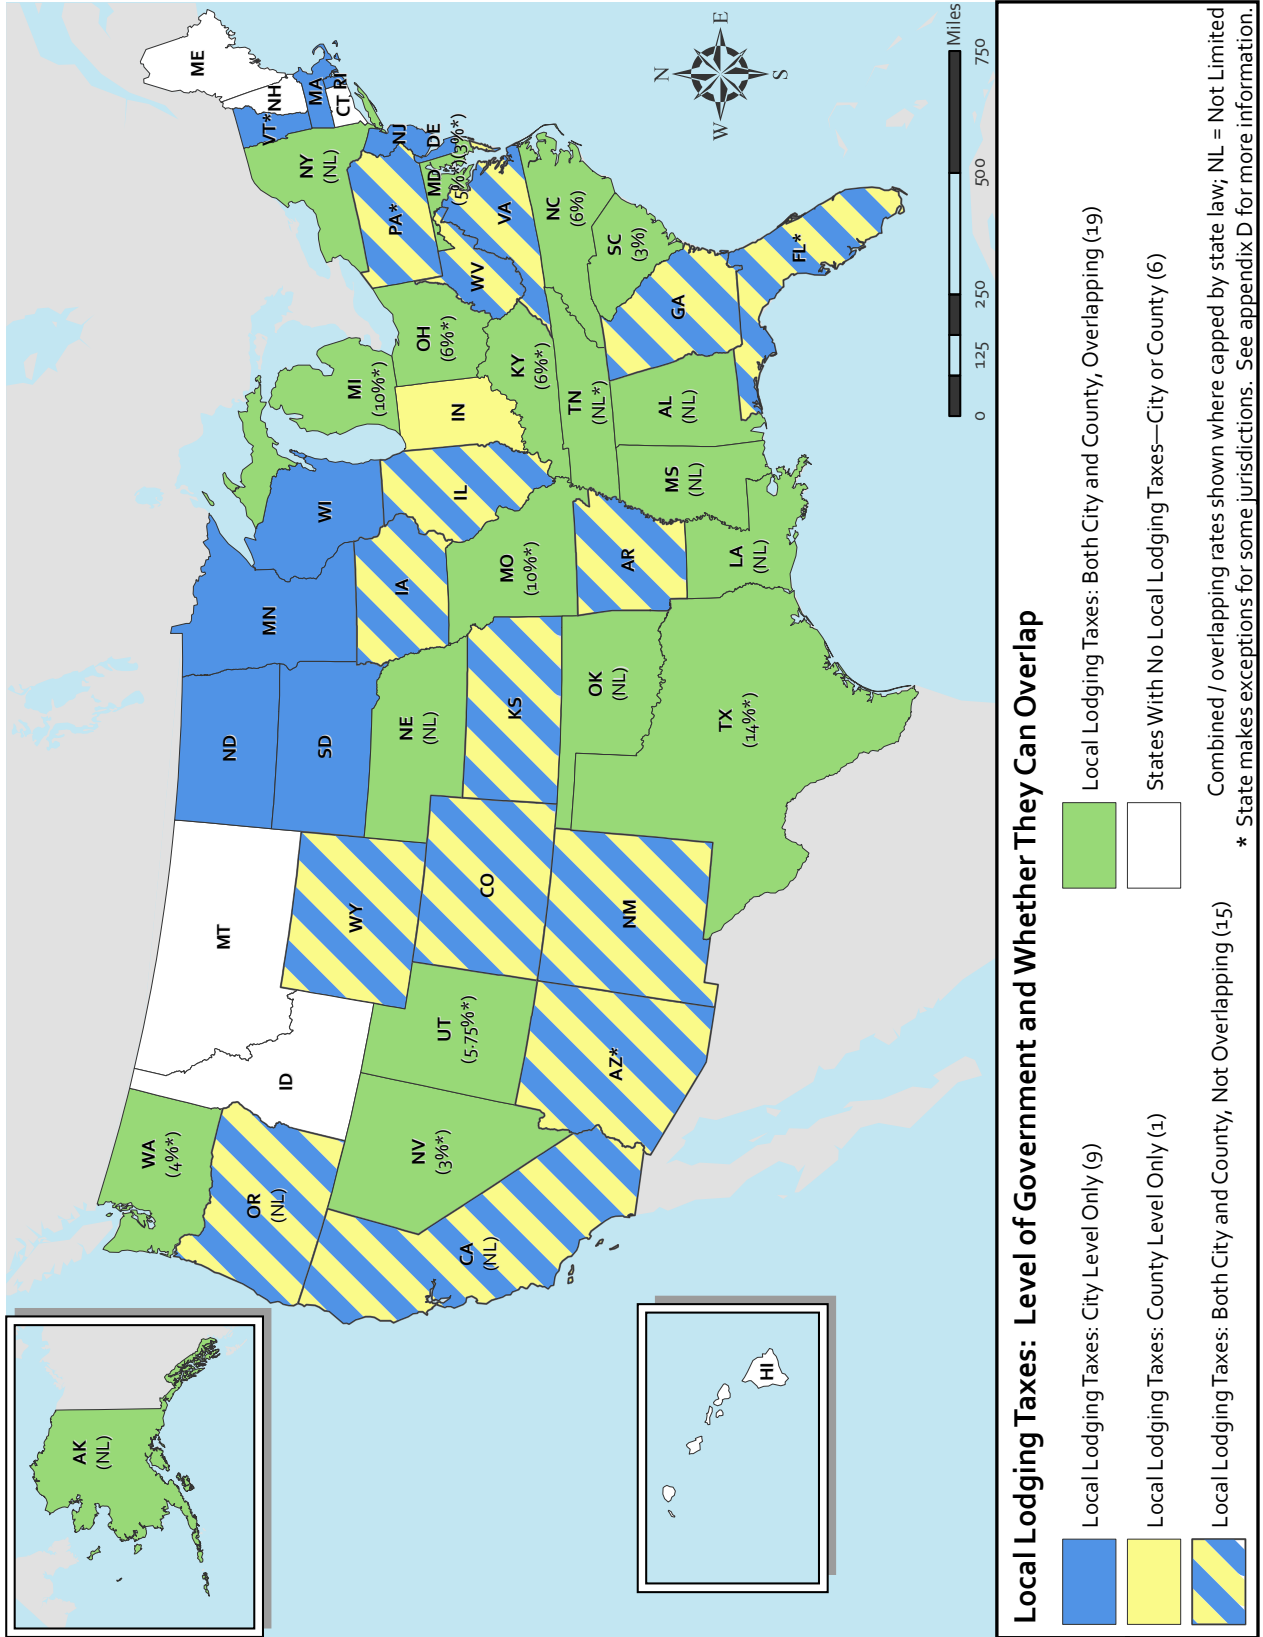 AK
(NL)
HI
WA
(4%*)
OR
(NL)
CA
(NL)
NV
(3%*)
ID
MT
WY
UT
(5.75%*)
AZ*
CO
NM
ND
SD
NE
(NL)
KS
OK
(NL)
TX
(14%*)
MN
IA
MO
(10%*)
AR
LA
(NL)
WI
IL
MS
(NL)
MI
(10%*)
IN
OH
(6%*)
KY
(6%*)
TN
(NL*)
AL
(NL)
GA
FL*
SC
(3%)
NC
(6%)
VA
WV
PA*
MD
(5%*)
DE
(3%*)
NJ
NY
(NL)
VT*
NH
ME
MA
CT
RI
N
W
E
S
0
125
250
500
750
Miles
Local Lodging Taxes: Level of Government and Whether They Can Overlap
Local Lodging Taxes: City Level Only (9)
Local Lodging Taxes: County Level Only (1)
Local Lodging Taxes: Both City and County, Not Overlapping (15)
Local Lodging Taxes: Both City and County, Overlapping (19)
States With No Local Lodging Taxes—City or County (6)
Combined / overlapping rates shown where capped by state law; NL = Not Limited
* State makes exceptions for some jurisdictions. See appendix D for more information.